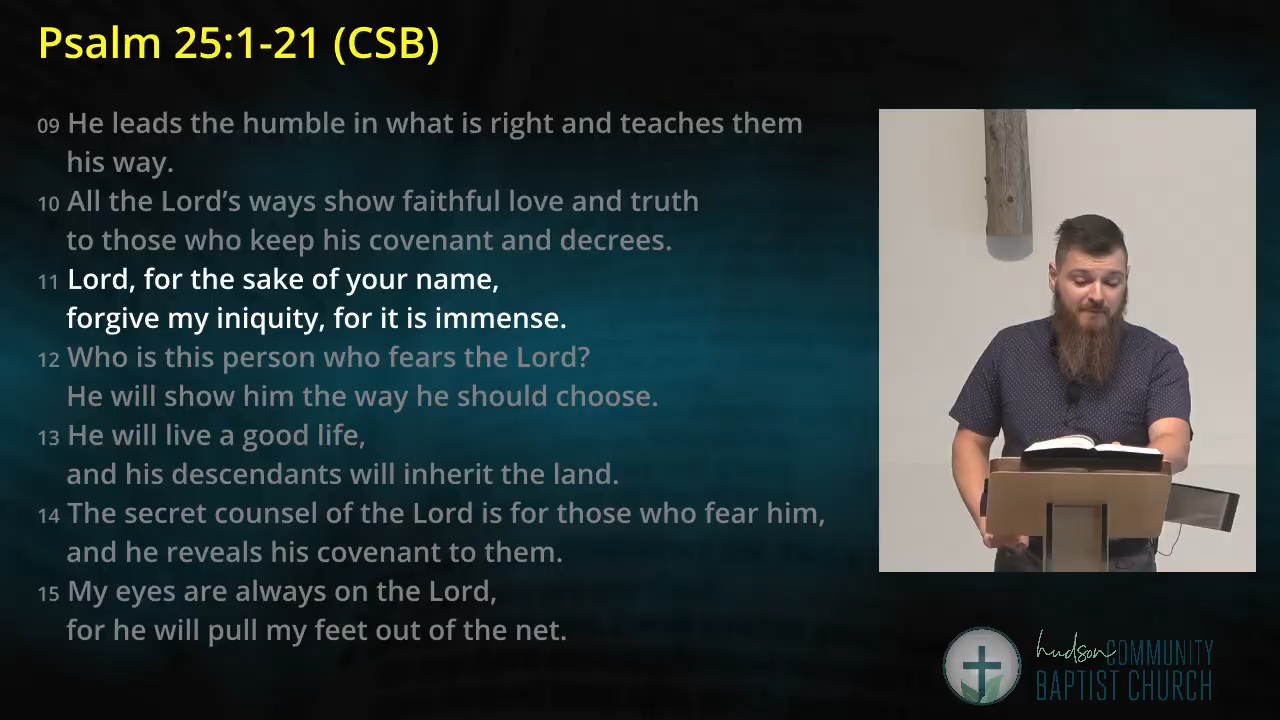 Psalm 25:1-21 (CSB)
09 He leads the humble in what is right and teaches them
his way.
10 All the Lord’s ways show faithful love and truth
to those who keep his covenant and decrees.
11 Lord, for the sake of your name,
forgive my iniquity, for it is immense.
12 Who is this person who fears the Lord?
He will show him the way he should choose.
13 He will live a good life,
and his descendants will inherit the land.
14 The secret counsel of the Lord is for those who fear him,
and he reveals his covenant to them.
15 My eyes are always on the Lord,
for he will pull my feet out of the net.
hudson COMMUNITY
BAPTIST CHURCH